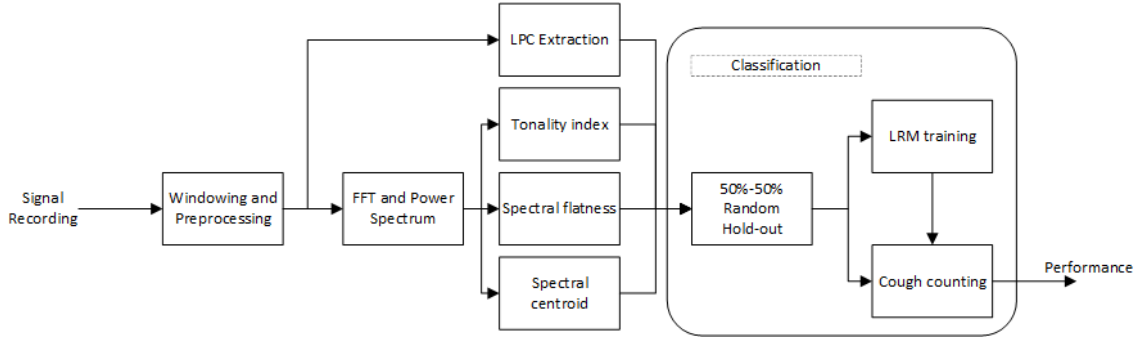 Signal
Recording
Windowing and
Preprocessing
FFT and Power
Spectrum
LPC Extraction
Tonality index
Spectral flatness
Spectral
centroid
Classification
50%-50%
Random
Hold-out
LRM training
Cough counting
Performance